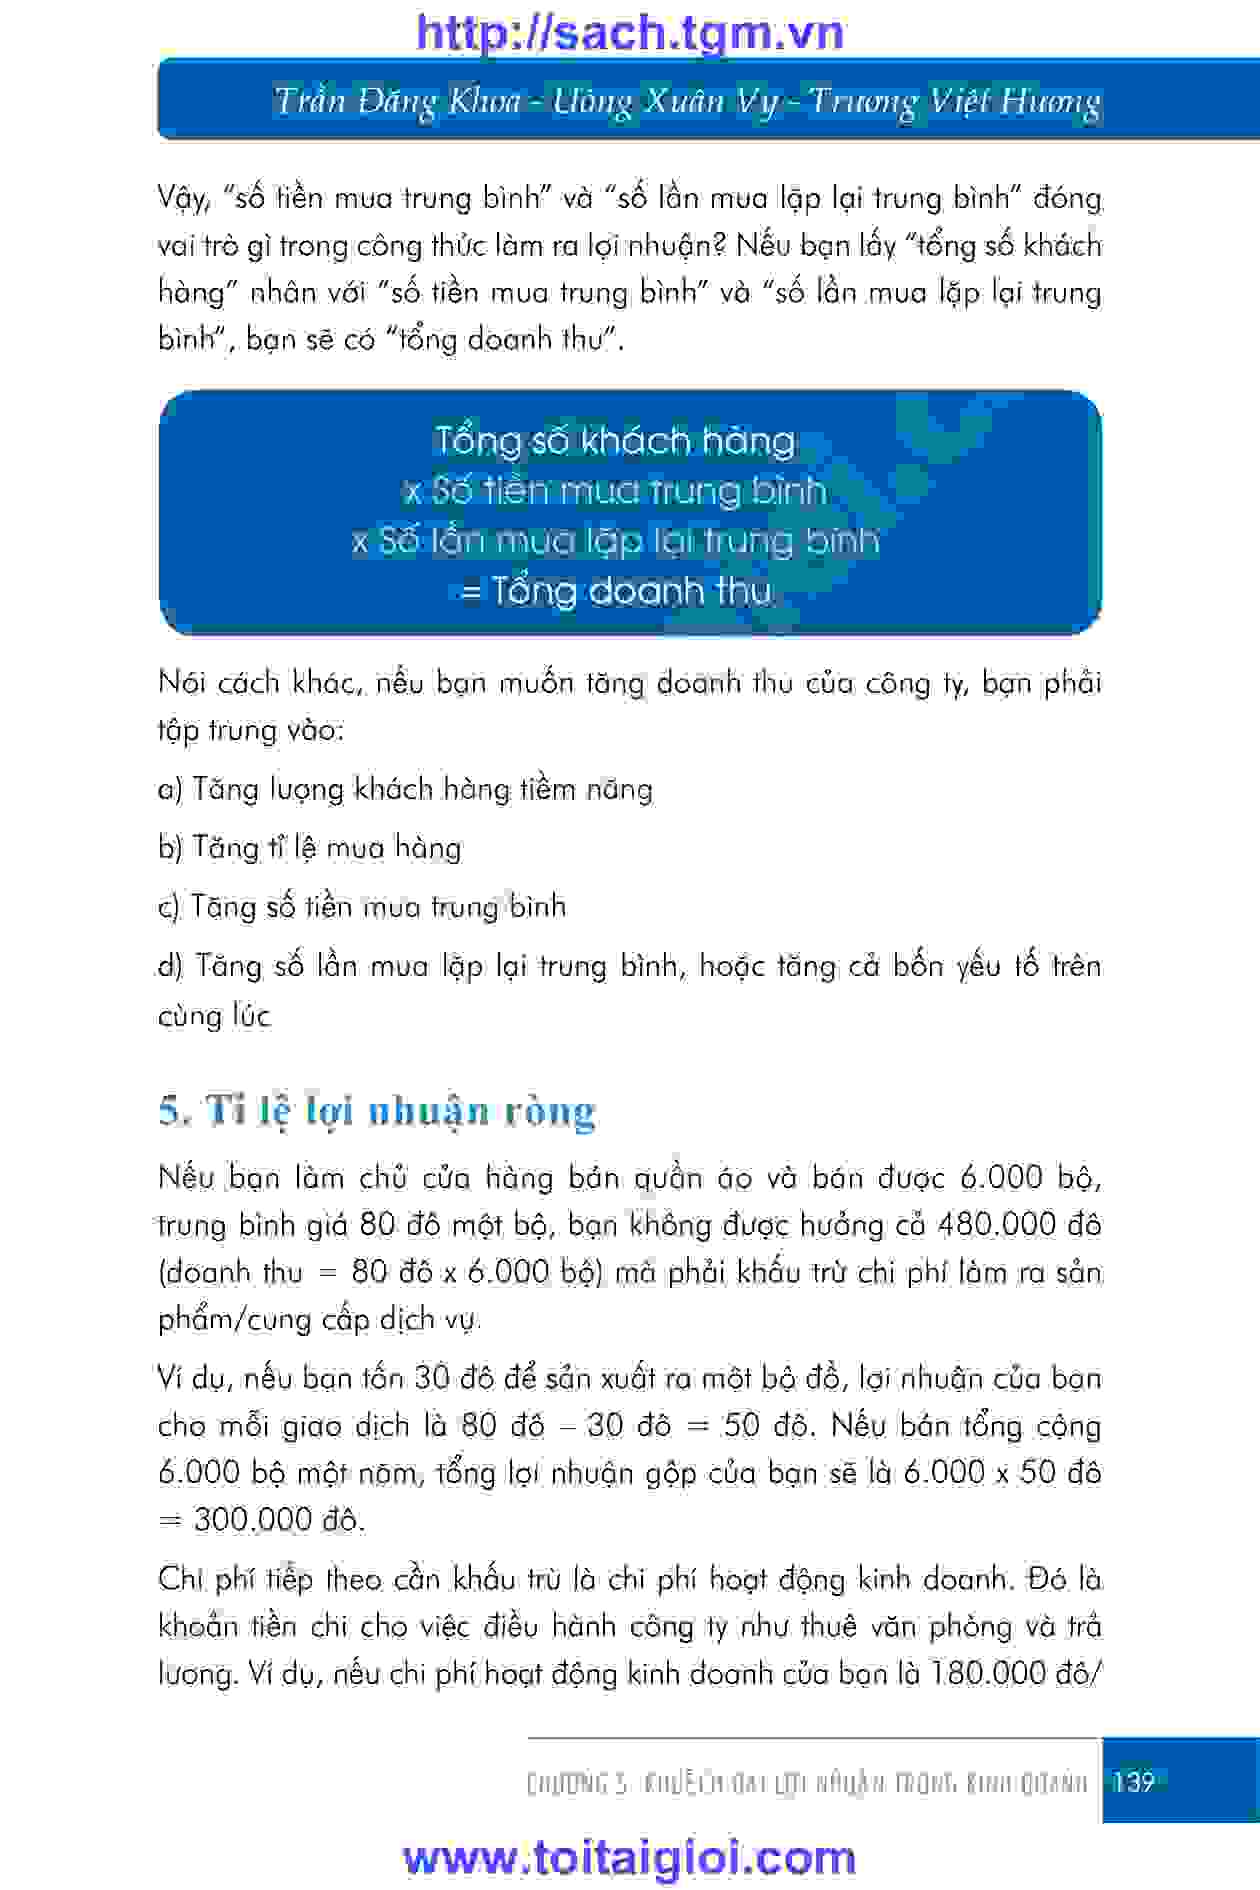 http://sach.tgm.vn
Trần Đăng Khoa - Uông Xuân Vy - Trương Việt Hương
Vậy, “số tiền mua trung bình” và “số lần mua lặp lại trung bình” đóng
vai trò gì trong công thức làm ra lợi nhuận? Nếu bạn lấy “tổng số khách
hàng” nhân với “số tiền mua trung bình” và “số lần mua lặp lại trung
bình”, bạn sẽ có “tổng doanh thu”.
Tổng số khách hàng
x Số tiền mua trung bình
x Số lần mua lặp lại trung bình
= Tổng doanh thu
Nói cách khác, nếu bạn muốn tăng doanh thu của công ty, bạn phải
tập trung vào:
a) Tăng lượng khách hàng tiềm năng
b) Tăng tỉ lệ mua hàng
c) Tăng số tiền mua trung bình
d) Tăng số lần mua lặp lại trung bình, hoặc tăng cả bốn yếu tố trên
cùng lúc
5. Tỉ lệ lợi nhuận ròng
Nếu bạn làm chủ cửa hàng bán quần áo và bán được 6.000 bộ,
trung bình giá 80 đô một bộ, bạn không được hưởng cả 480.000 đô
(doanh thu = 80 đô x 6.000 bộ) mà phải khấu trừ chi phí làm ra sản
phẩm/cung cấp dịch vụ.
Ví dụ, nếu bạn tốn 30 đô để sản xuất ra một bộ đồ, lợi nhuận của bạn
cho mỗi giao dịch là 80 đô – 30 đô = 50 đô. Nếu bán tổng cộng
6.000 bộ một năm, tổng lợi nhuận gộp của bạn sẽ là 6.000 x 50 đô
= 300.000 đô.
Chi phí tiếp theo cần khấu trừ là chi phí hoạt động kinh doanh. Đó là
khoản tiền chi cho việc điều hành công ty như thuê văn phòng và trả
lương. Ví dụ, nếu chi phí hoạt động kinh doanh của bạn là 180.000 đô/
CHƯƠNG 5: KHUẾCH ĐẠI LỢI NHUẬN TRONG KINH DOANH 139
www.toitaigioi.com